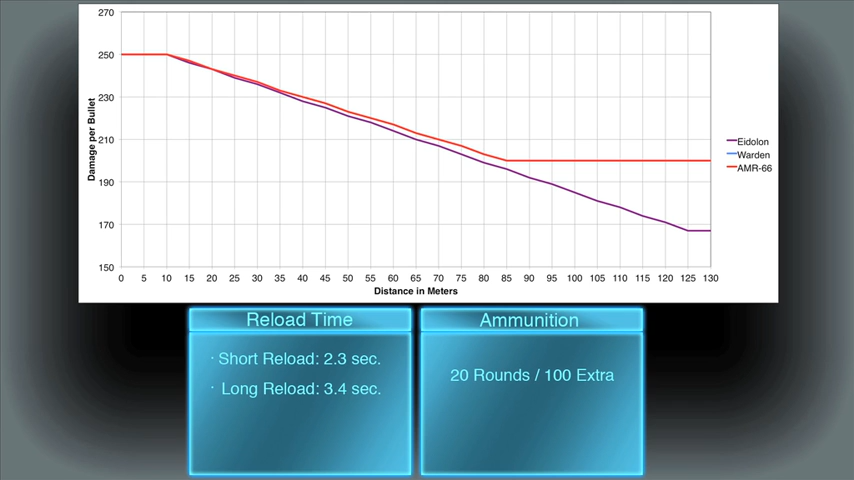 270
250
230
210
190
170
150
Damage per Bullet
0 5 10 15 20 25 30 35 40 45 50 55 60 65 70 75 80 85 90 95 100 105 110 115 120 125 130
Distance in Meters
Eidolon
Warden
AMR-66
Reload Time
· Short Reload: 2.3 sec.
· Long Reload: 3.4 sec.
Ammunition
20 Rounds / 100 Extra